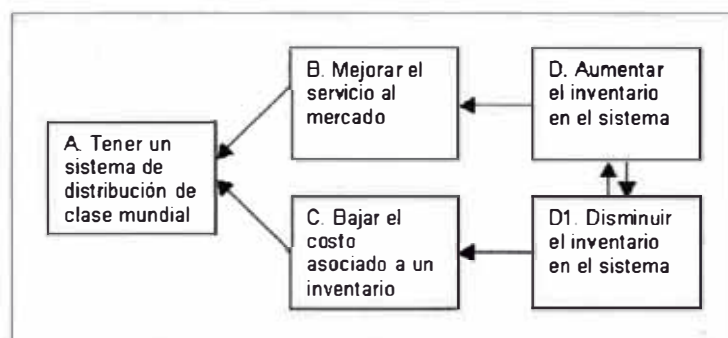 A. Tener un
sistema de
distribución de
clase mundial
B. Mejorar el
servicio al
mercado
C. Bajar el
costo
asociado a un
inventario
D. Aumentar
el inventario
en el sistema
D1. Disminuir
el inventario
en el sistema